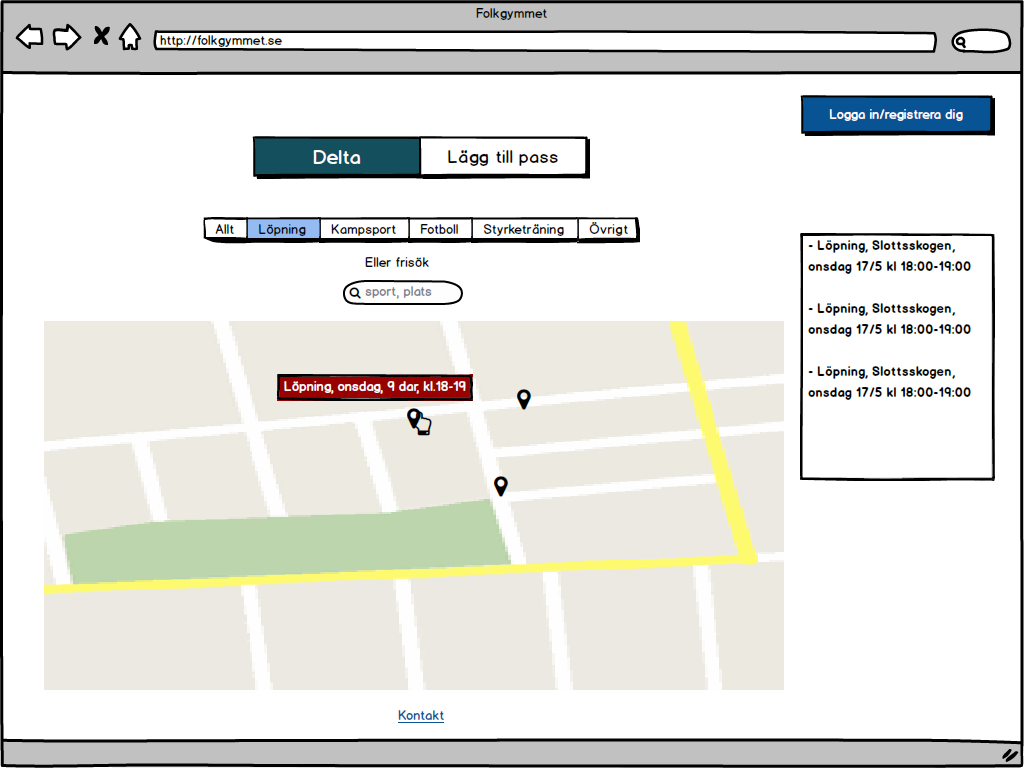 Folkgymmet
http://folkgymmet.se
Logga in/registrera dig
Delta
Lägg till pass
Allt
Löpning
Kampsport
Fotboll
Styrketräning
Övrigt
Eller frisök
sport, plats
Löpning, onsdag, 9 dar, kl.18-19
- Löpning, Slottsskogen,
onsdag 17/5 kl 18:00-19:00
- Löpning, Slottsskogen,
onsdag 17/5 kl 18:00-19:00
- Löpning, Slottsskogen,
onsdag 17/5 kl 18:00-19:00
Kontakt